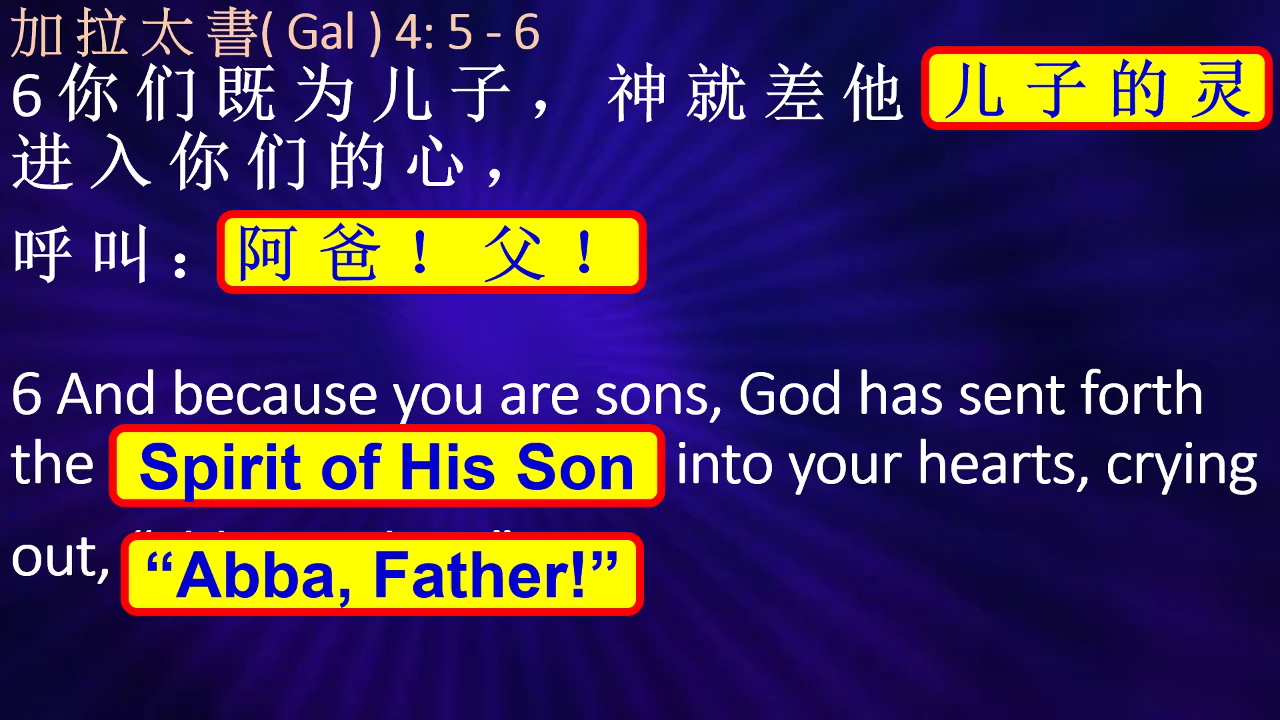 加拉太書( Gal ) 4: 5 - 6
6 你们既为儿子，神就差他 儿子的灵
进入你们的心，
呼叫：阿爸！父！
6 And because you are sons, God has sent forth
the Spirit of His Son into your hearts, crying
out, “Abba, Father!”